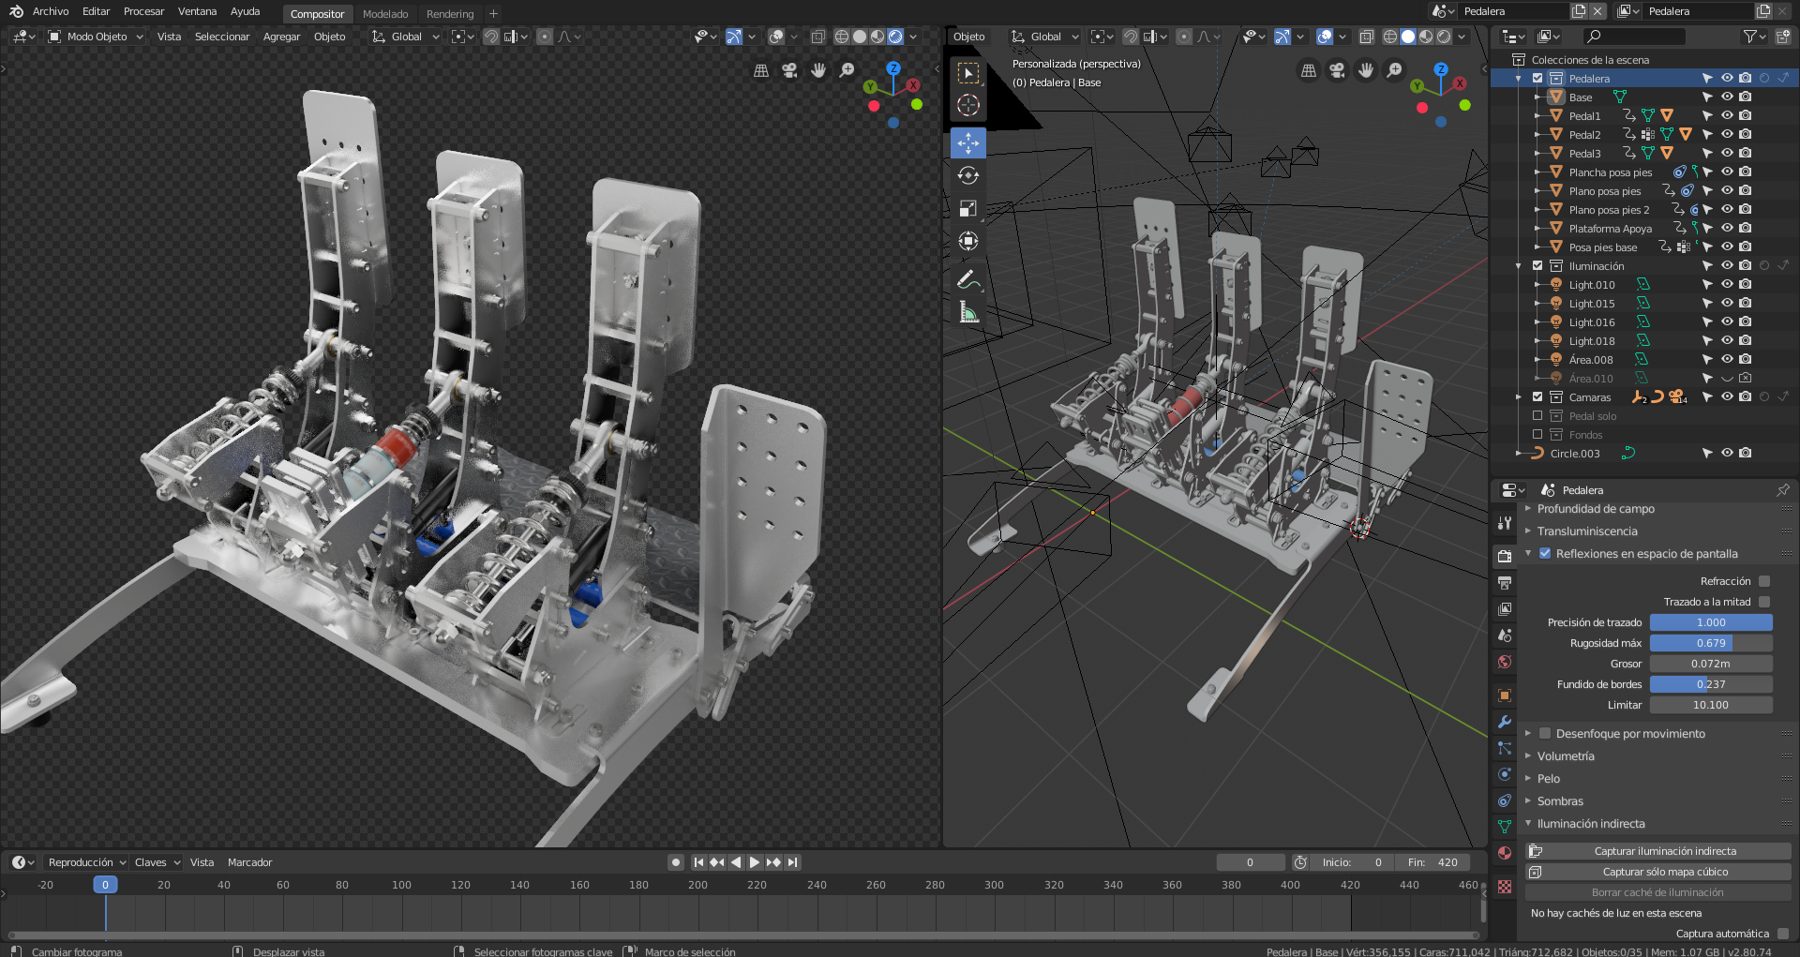 Archivo Editar Procesar Ventana Ayuda Compositor Modelado Rendering + Pedalera Pedalera
Modo Objeto Vista Seleccionar Agregar Objeto Global
Objeto Global
Z Y X
Personalizada (perspectiva)
(0) Pedalera | Base
Z Y X
Colecciones de la escena
Pedalera
Base
Pedal1
Pedal2
Pedal3
Plancha posa pies
Plano posa pies
Plano posa pies 2
Plataforma Apoya
Posa pies base
Iluminación
Light.010
Light.015
Light.016
Light.018
Área.008
Área.010
Camaras 2 14
Pedal solo
Fondos
Circle.003
Pedalera
Profundidad de campo
Transluminiscencia
Reflexiones en espacio de pantalla
Refracción
Trazado a la mitad
Precisión de trazado 1.000
Rugosidad máx 0.679
Grosor 0.072m
Fundido de bordes 0.237
Limitar 10.100
Desenfoque por movimiento
Volumetría
Pelo
Sombras
Iluminación indirecta
Capturar iluminación indirecta
Capturar sólo mapa cúbico
Borrar caché de iluminación
No hay cachés de luz en esta escena
Captura automática
Reproducción Claves Vista Marcador 0 Inicio: 0 Fin: 420
-20 0 20 40 60 80 100 120 140 160 180 200 220 240 260 280 300 320 340 360 380 400 420 440 460
Cambiar fotograma Desplazar vista Seleccionar fotogramas clave Marco de selección Pedalera | Base | Vért:356,155 | Caras:711,042 | Triáng:712,682 | Objetos:0/35 | Mem: 1.07 GB | v2.80.74